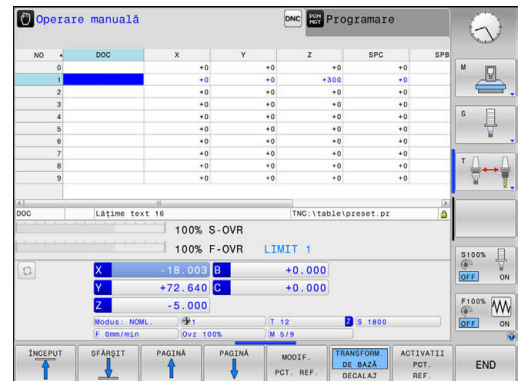 Operare manuală
DNC
PGM MGT
Programare
NO DOC X Y Z SPC SPB
0 +0 +0 +0 +0
1 +0 +0 +300 +0
2 +0 +0 +0 +0
3 +0 +0 +0 +0
4 +0 +0 +0 +0
5 +0 +0 +0 +0
6 +0 +0 +0 +0
7 +0 +0 +0 +0
8 +0 +0 +0 +0
9 +0 +0 +0 +0
DOC Lăţime text 16 TNC:\table\preset.pr
100% S-OVR
100% F-OVR LIMIT 1
X -18.003 B +0.000
Y +72.640 C +0.000
Z -5.000
Modus: NOML. 1 T 12 Z S 1800
F 0mm/min Ovr 100% M 5/9
M
S
T
S100%
OFF ON
F100%
OFF ON
ÎNCEPUT
SFÂRŞIT
PAGINĂ
PAGINĂ
MODIF.
PCT. REF.
TRANSFORM.
DE BAZĂ
DECALAJ
ACTIVATII
PCT.
REF.
END